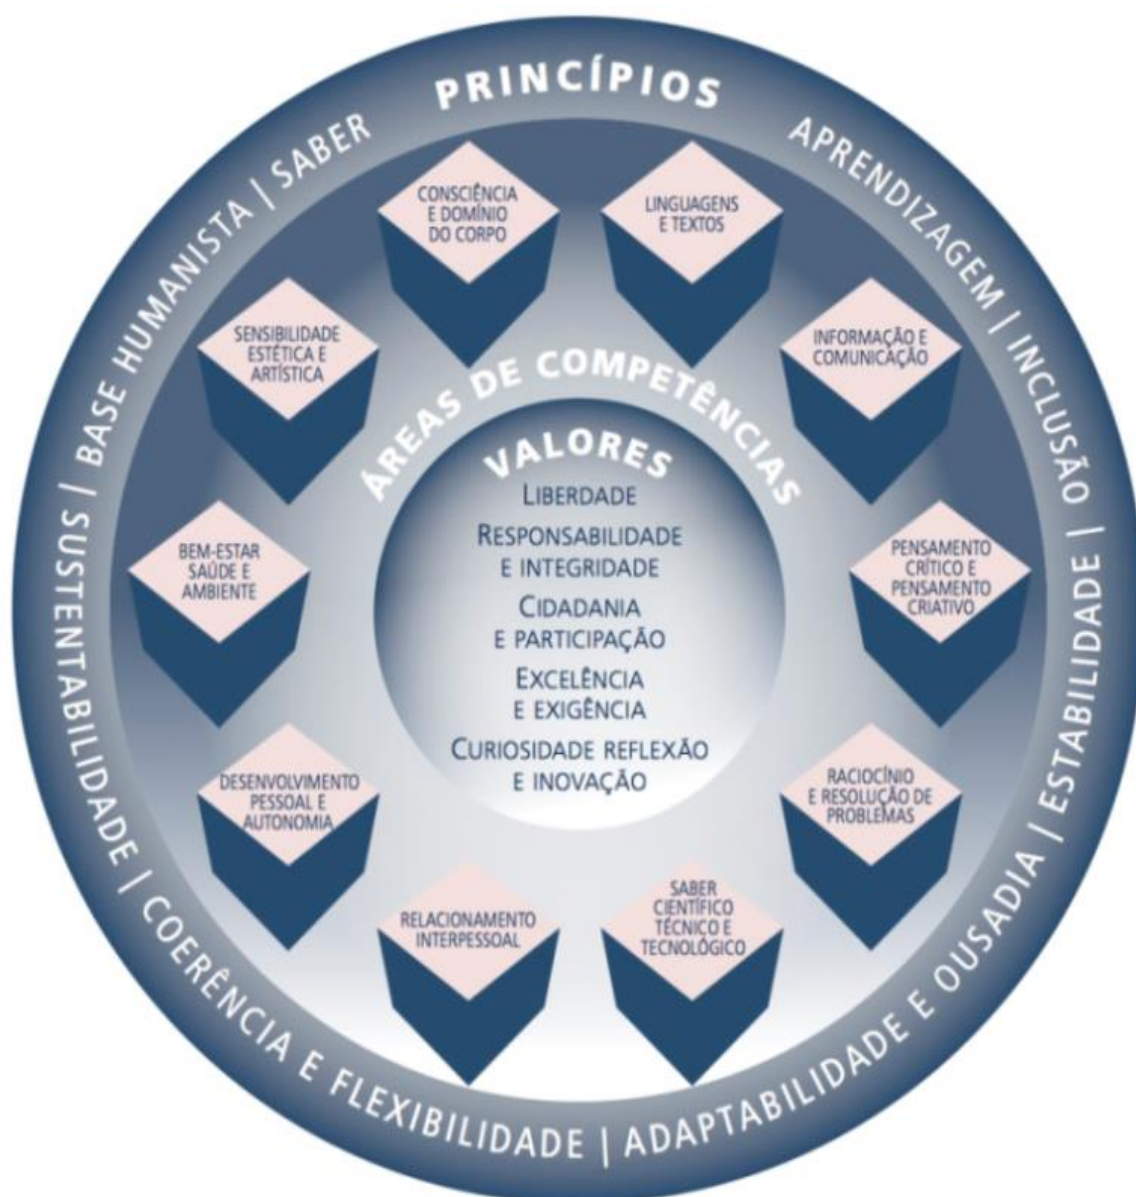 PRINCÍPIOS
APRENDIZAGEM | INCLUSÃO | ESTABILIDADE | ADAPTABILIDADE E OUSADIA | COERÊNCIA E FLEXIBILIDADE | SUSTENTABILIDADE | BASE HUMANISTA | SABER
ÁREAS DE COMPETÊNCIAS
LINGUAGENS
E TEXTOS
INFORMAÇÃO E
COMUNICAÇÃO
PENSAMENTO
CRÍTICO E
PENSAMENTO
CRIATIVO
RACIOCÍNIO
E RESOLUÇÃO DE
PROBLEMAS
SABER
CIENTÍFICO
TÉCNICO E
TECNOLÓGICO
RELACIONAMENTO
INTERPESSOAL
DESENVOLVIMENTO
PESSOAL E
AUTONOMIA
BEM-ESTAR
SAÚDE E
AMBIENTE
SENSIBILIDADE
ESTÉTICA E
ARTÍSTICA
CONSCIÊNCIA
E DOMÍNIO
DO CORPO
VALORES
LIBERDADE
RESPONSABILIDADE
E INTEGRIDADE
CIDADANIA
E PARTICIPAÇÃO
EXCELÊNCIA
E EXIGÊNCIA
CURIOSIDADE REFLEXÃO
E INOVAÇÃO